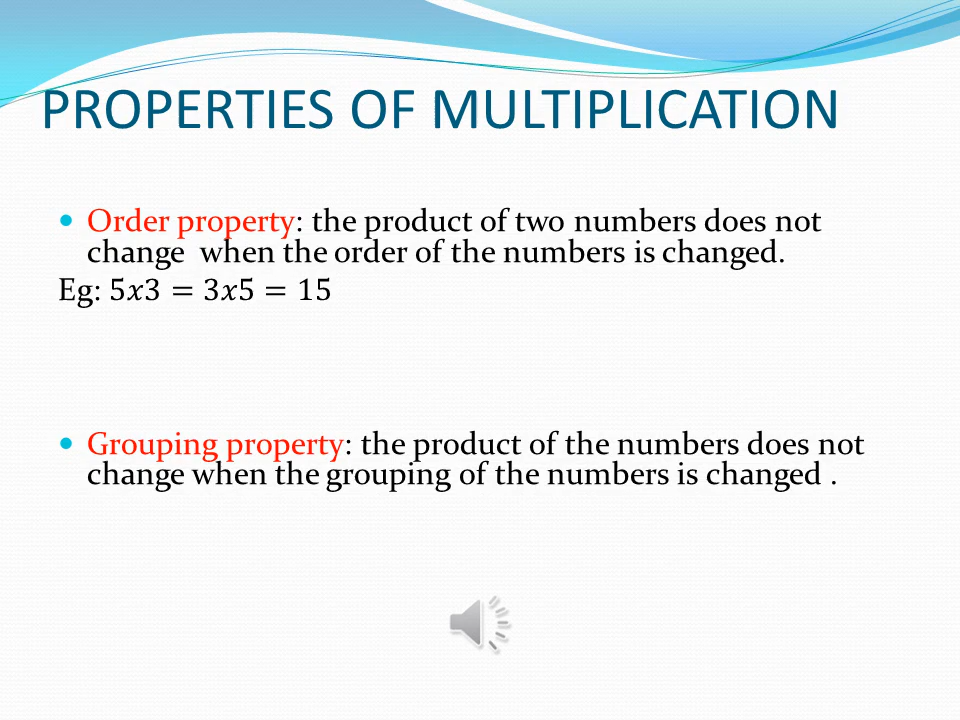 PROPERTIES OF MULTIPLICATION
• Order property: the product of two numbers does not
change when the order of the numbers is changed.
Eg: 5𝑥3 = 3𝑥5 = 15
• Grouping property: the product of the numbers does not
change when the grouping of the numbers is changed .